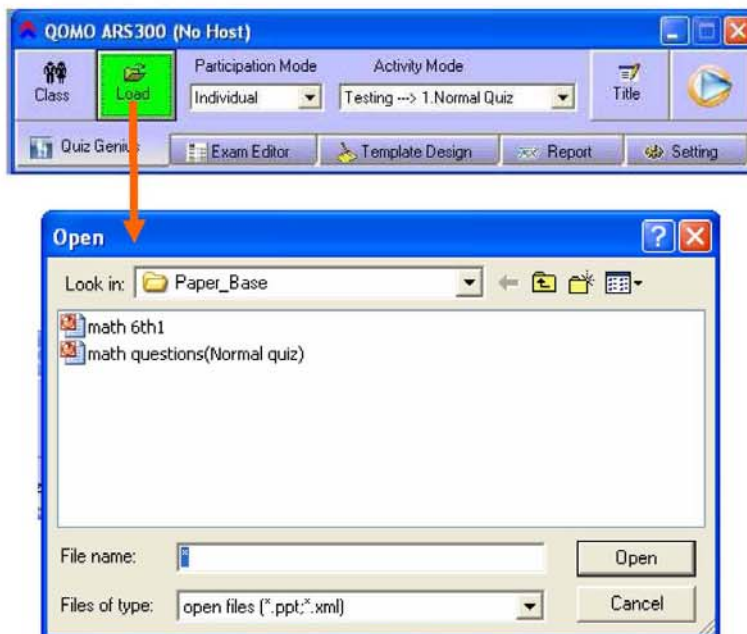 QOMO ARS300 (No Host)
Participation Mode Activity Mode
Class Load Individual Testing ---> 1.Normal Quiz Title
Quiz Genius Exam Editor Template Design Report Setting
Open
Look in: Paper_Base
math 6th1
math questions(Normal quiz)
File name: * Open
Files of type: open files (*.ppt;*.xml) Cancel